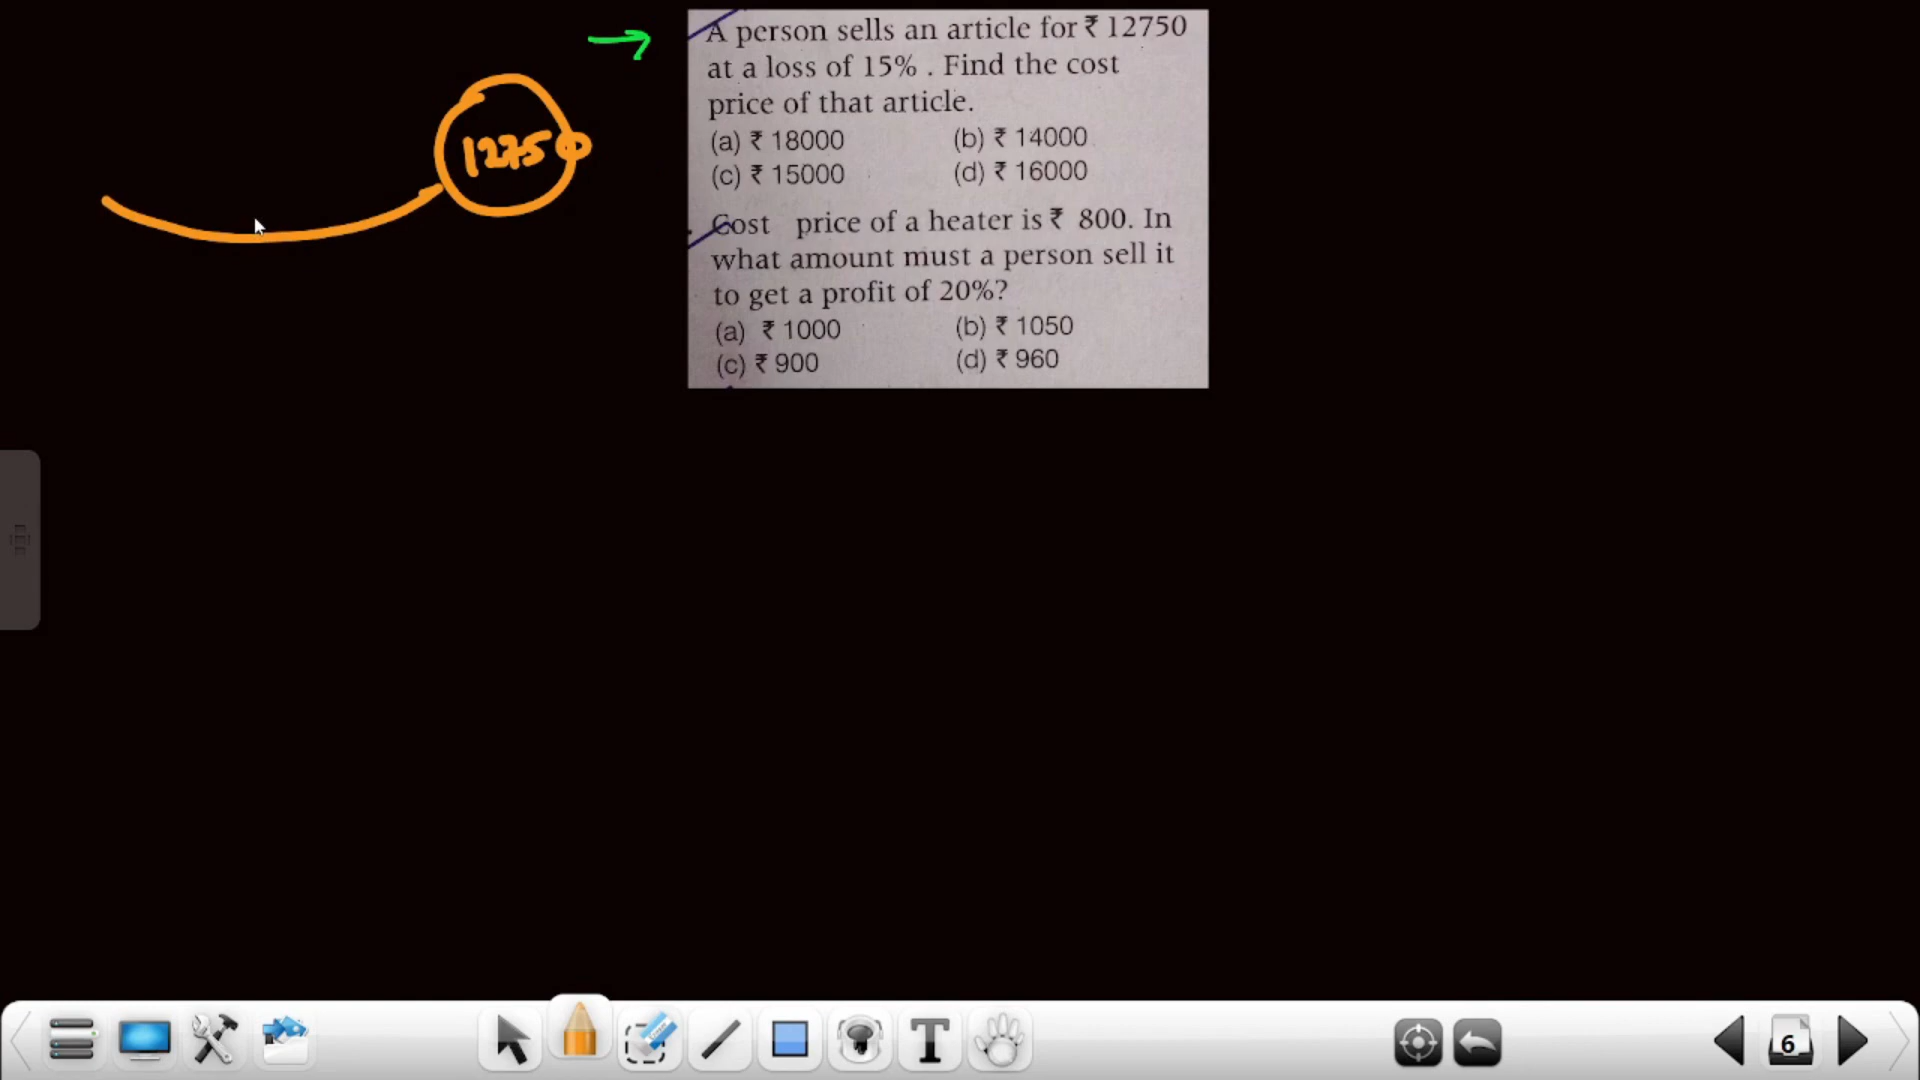 12750
A person sells an article for ₹ 12750
at a loss of 15% . Find the cost
price of that article.
(a) ₹ 18000 (b) ₹ 14000
(c) ₹ 15000 (d) ₹ 16000
Cost price of a heater is ₹ 800. In
what amount must a person sell it
to get a profit of 20%?
(a) ₹ 1000 (b) ₹ 1050
(c) ₹ 900 (d) ₹ 960
T
6